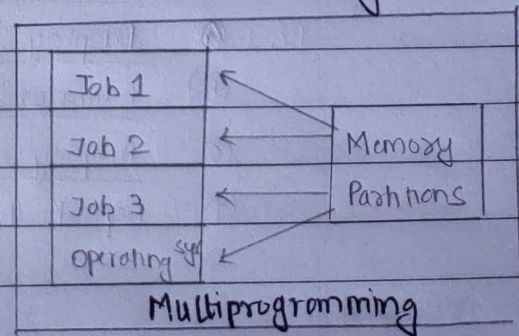 Job 1
Job 2
Memory
Job 3
Partitions
Operating sys
Multiprogramming